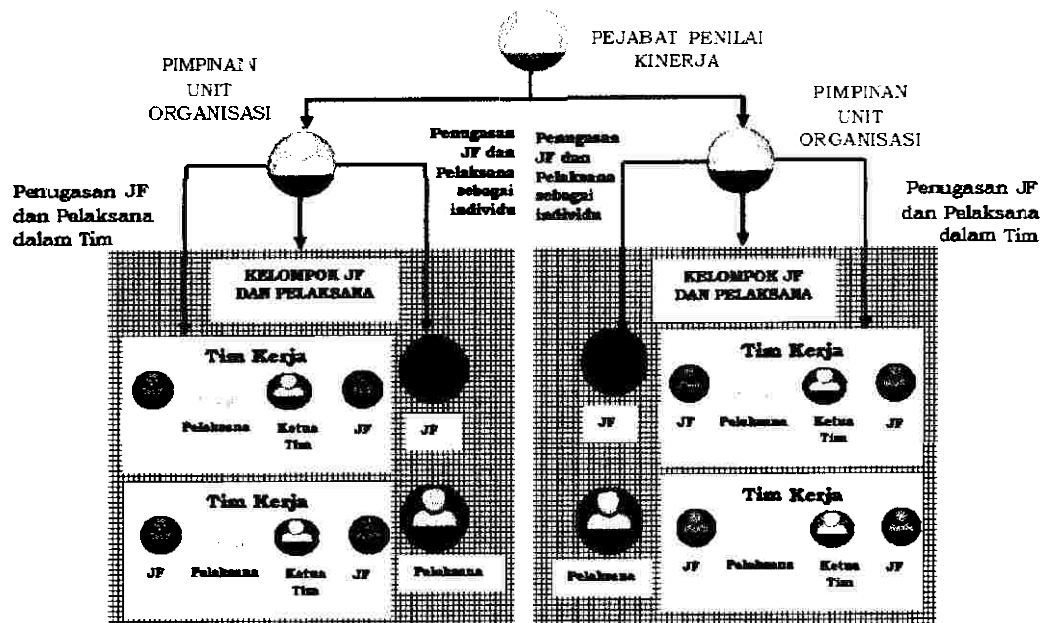 PEJABAT PENILAI
KINERJA
PIMPINAN
UNIT
ORGANISASI
PIMPINAN
UNIT
ORGANISASI
Penugasan JF
dan Pelaksana
dalam Tim
Penugasan
JF dan
Pelaksana
sebagai
individu
Penugasan
JF dan
Pelaksana
sebagai
individu
Penugasan JF
dan Pelaksana
dalam Tim
KELOMPOK JF
DAN PELAKSANA
Tim Kerja
Pelaksana
Ketua
Tim
JF
JF
Tim Kerja
JF
Pelaksana
Ketua
Tim
JF
Pelaksana
KELOMPOK JF
DAN PELAKSANA
JF
Tim Kerja
JF
Pelaksana
Ketua
Tim
JF
Pelaksana
Tim Kerja
JF
Pelaksana
Ketua
Tim
JF